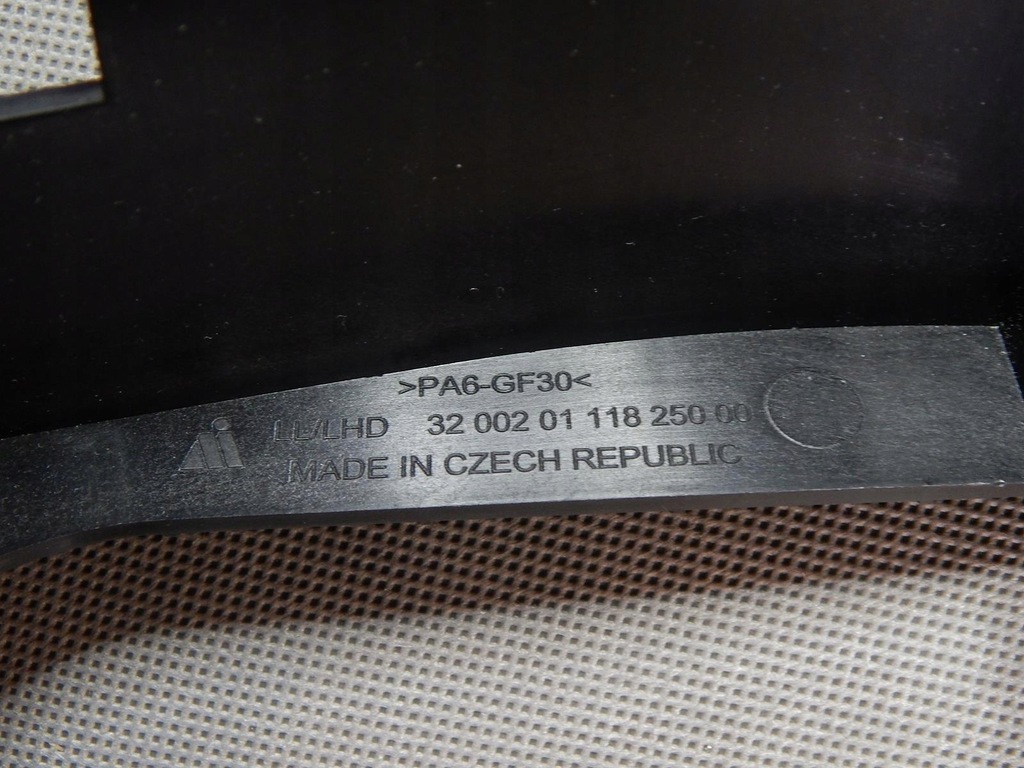 >PA6-GF30<
LL/LHD 32 002 01 118 250 00
MADE IN CZECH REPUBLIC